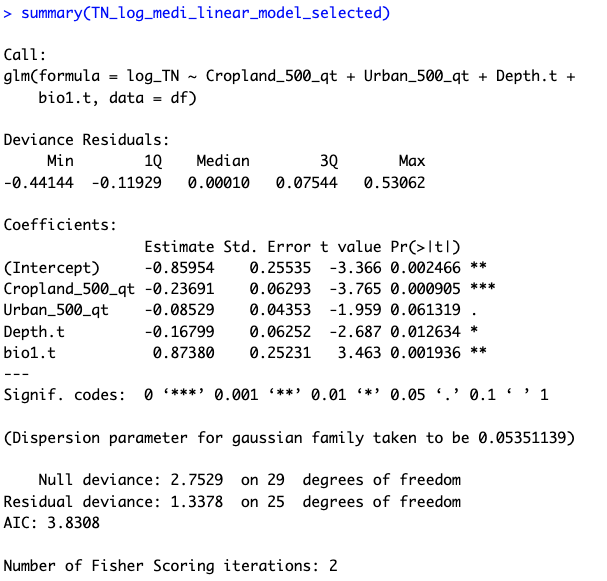 > summary(TN_log_medi_linear_model_selected)

Call:
glm(formula = log_TN ~ Cropland_500_qt + Urban_500_qt + Depth.t +
    bio1.t, data = df)

Deviance Residuals:
     Min        1Q    Median        3Q       Max
-0.44144  -0.11929   0.00010   0.07544   0.53062

Coefficients:
                Estimate Std. Error t value Pr(>|t|)
(Intercept)     -0.85954    0.25535  -3.366 0.002466 **
Cropland_500_qt -0.23691    0.06293  -3.765 0.000905 ***
Urban_500_qt    -0.08529    0.04353  -1.959 0.061319 .
Depth.t         -0.16799    0.06252  -2.687 0.012634 *
bio1.t           0.87380    0.25231   3.463 0.001936 **
---
Signif. codes:  0 ‘***’ 0.001 ‘**’ 0.01 ‘*’ 0.05 ‘.’ 0.1 ‘ ’ 1

(Dispersion parameter for gaussian family taken to be 0.05351139)

    Null deviance: 2.7529  on 29  degrees of freedom
Residual deviance: 1.3378  on 25  degrees of freedom
AIC: 3.8308

Number of Fisher Scoring iterations: 2